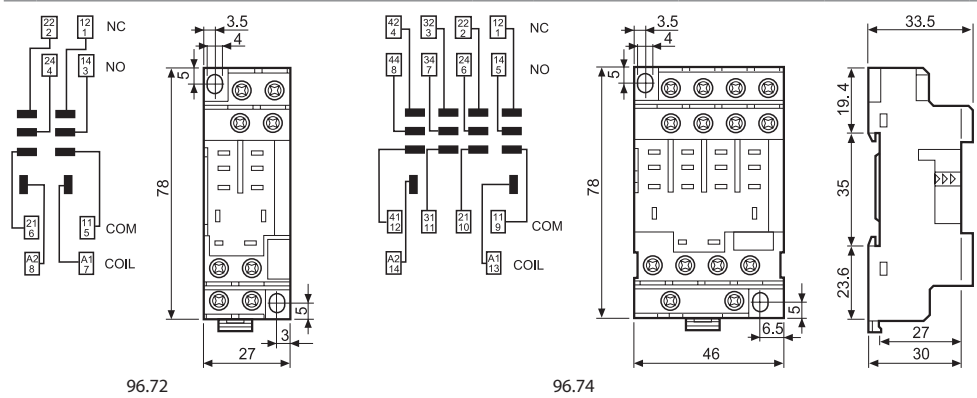 22 12 NC
2 1
24 14 NO
4 3
21 11 COM
6 5
A2 A1 COIL
8 7
3.5
4
5
78
5
3
27
96.72
42 32 22 12 NC
4 3 2 1
44 34 24 14 NO
8 7 6 5
41 31 21 11 COM
12 11 10 9
A2 A1 COIL
14 13
3.5
4
5
78
5
6.5
46
96.74
33.5
19.4
35
23.6
27
30